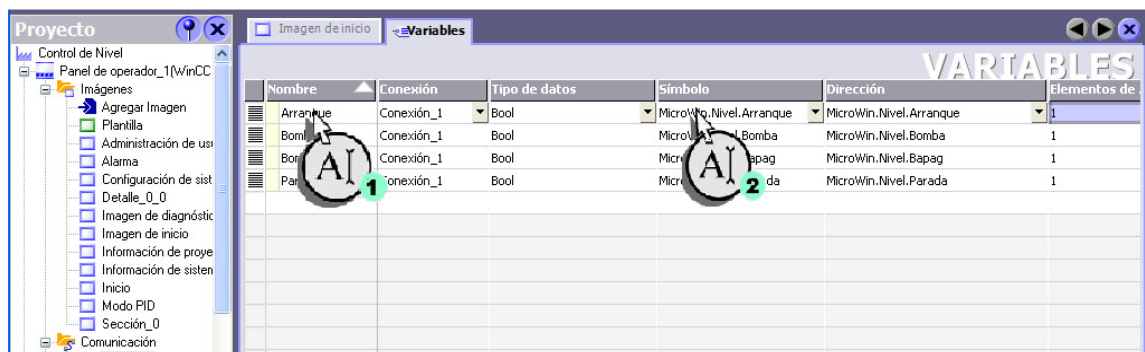 Proyecto
Imagen de inicio
Variables
Control de Nivel
Panel de operador_1(WinCC
Imágenes
Agregar Imagen
Plantilla
Administración de usu
Alarma
Configuración de sist
Detalle_0_0
Imagen de diagnóstic
Imagen de inicio
Información de proye
Información de sisten
Inicio
Modo PID
Sección_0
Comunicación
VARIABLES
Nombre Conexión Tipo de datos Símbolo Dirección Elementos de
Arranque Conexión_1 Bool MicroWin.Nivel.Arranque MicroWin.Nivel.Arranque 1
Conexión_1 Bool MicroWin.Nivel.Bomba 1
Conexión_1 Bool MicroWin.Nivel.Bapag 1
Bool MicroWin.Nivel.Parada 1
AI 1
AI 2